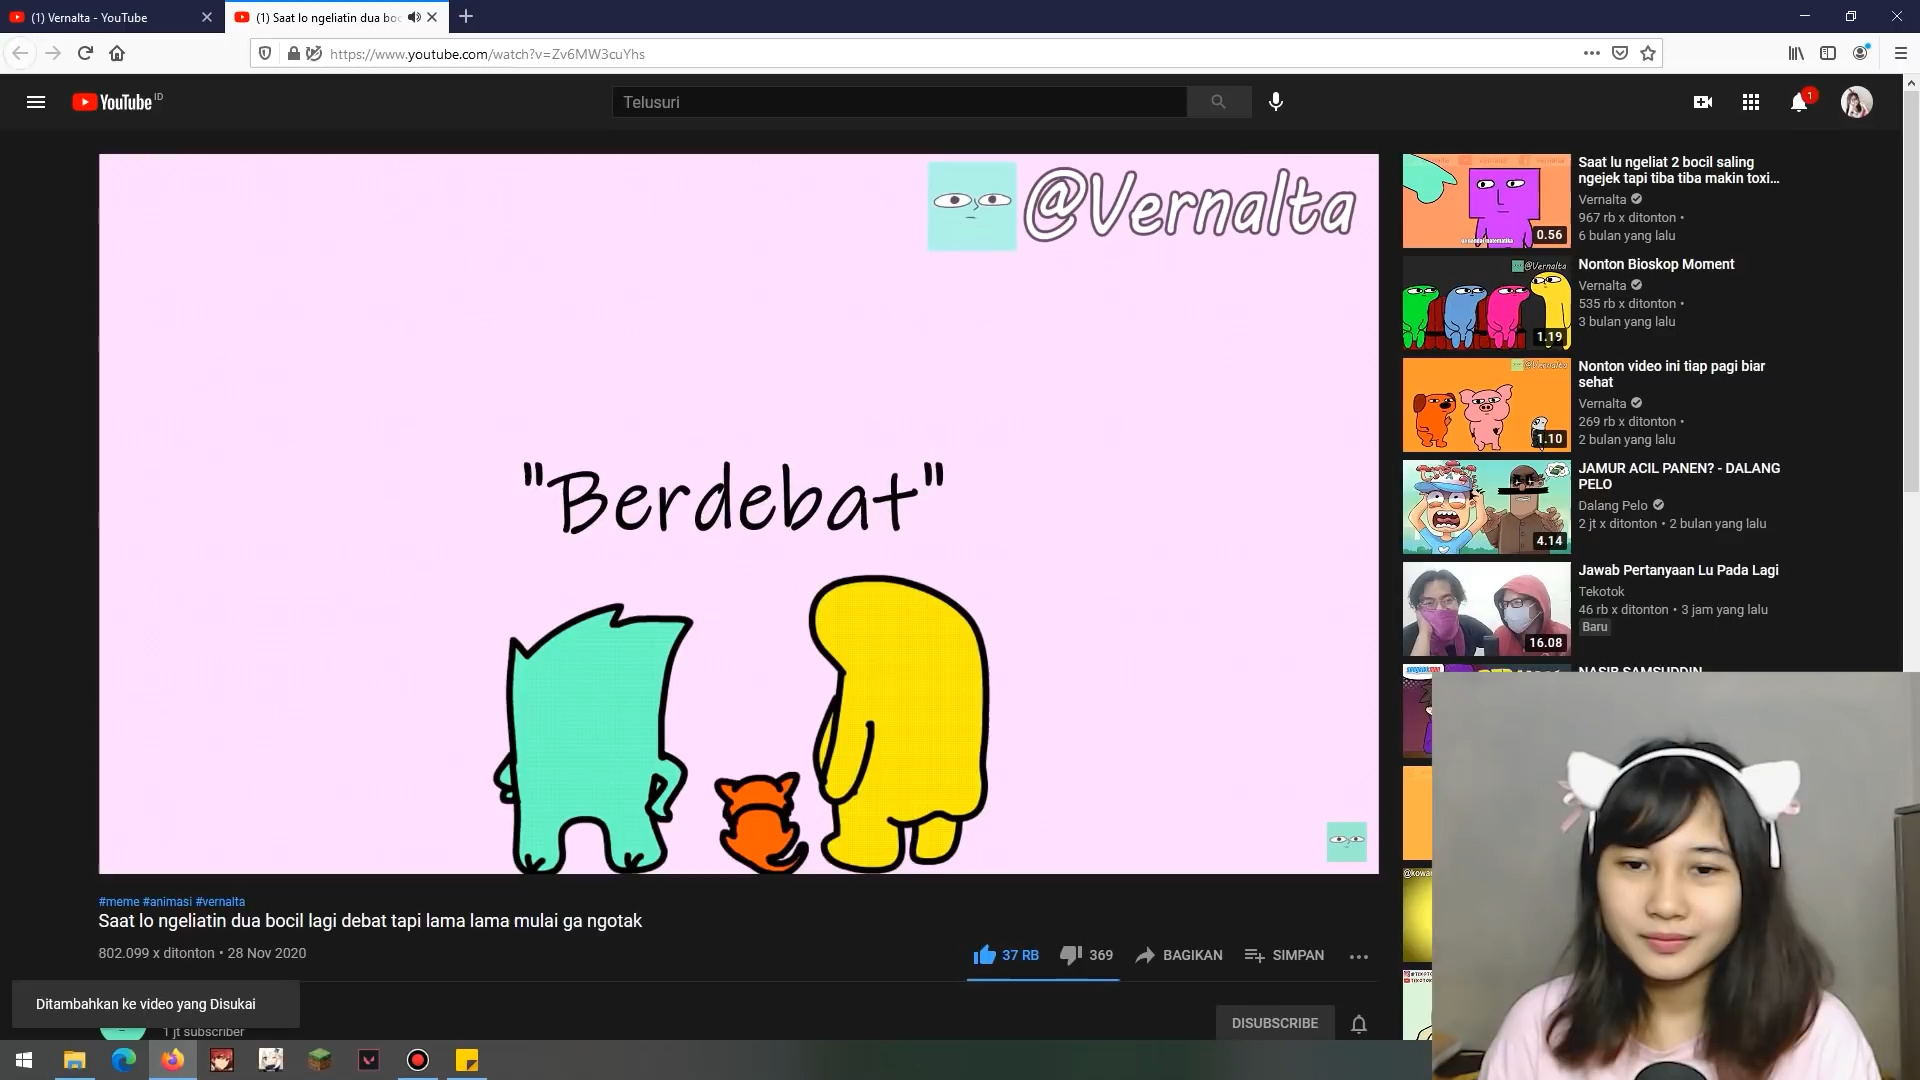 (1) Vernalta - YouTube
(1) Saat lo ngeliatin dua boc
https://www.youtube.com/watch?v=Zv6MW3cuYhs
YouTube ID
Telusuri
1
@Vernalta
"Berdebat"
#meme #animasi #vernalta
Saat lo ngeliatin dua bocil lagi debat tapi lama lama mulai ga ngotak
802.099 x ditonton • 28 Nov 2020
37 RB
369
BAGIKAN
SIMPAN
Ditambahkan ke video yang Disukai
1 jt subscriber
DISUBSCRIBE
Saat lu ngeliat 2 bocil saling
ngejek tapi tiba tiba makin toxi...
Vernalta
967 rb x ditonton •
6 bulan yang lalu
0.56
Nonton Bioskop Moment
Vernalta
535 rb x ditonton •
3 bulan yang lalu
@Vernalta
1.19
Nonton video ini tiap pagi biar
sehat
Vernalta
269 rb x ditonton •
2 bulan yang lalu
@Vernalta
1.10
JAMUR ACIL PANEN? - DALANG
PELO
Dalang Pelo
2 jt x ditonton • 2 bulan yang lalu
4.14
Jawab Pertanyaan Lu Pada Lagi
Tekotok
46 rb x ditonton • 3 jam yang lalu
Baru
16.08
NASIB SAMSUDDIN